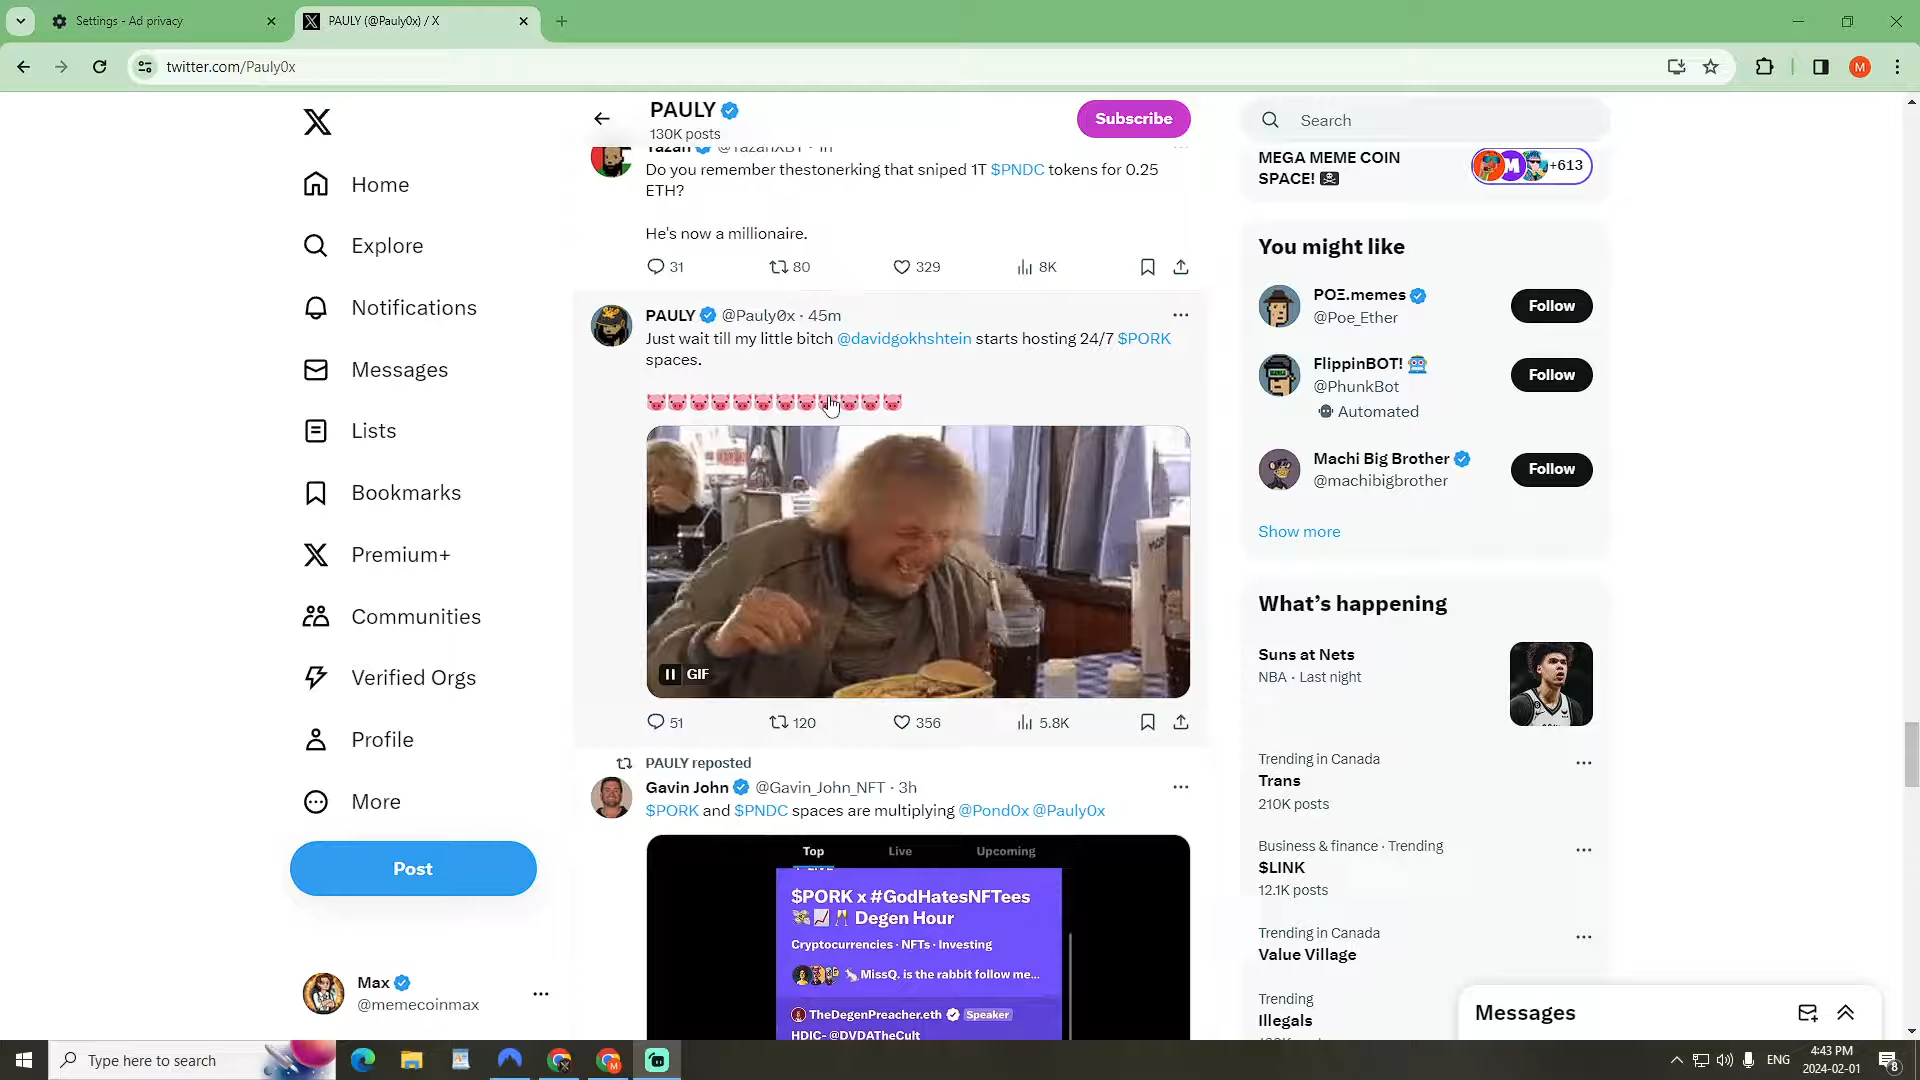 Settings - Ad privacy
PAULY (@Pauly0x) / X
twitter.com/Pauly0x
M
Home
Explore
Notifications
Messages
Lists
Bookmarks
Premium+
Communities
Verified Orgs
Profile
More
Post
Max
@memecoinmax
PAULY
130K posts
Subscribe
Yazan @YazanXBT · 1h
Do you remember thestonerking that sniped 1T $PNDC tokens for 0.25
ETH?
He's now a millionaire.
31 80 329 8K
PAULY @Pauly0x · 45m
Just wait till my little bitch @davidgokhshtein starts hosting 24/7 $PORK
spaces.
🐷🐷🐷🐷🐷🐷🐷🐷🐷🐷🐷🐷
GIF
51 120 356 5.8K
PAULY reposted
Gavin John @Gavin_John_NFT · 3h
$PORK and $PNDC spaces are multiplying @Pond0x @Pauly0x
Top Live Upcoming
LIVE
$PORK x #GodHatesNFTees
💸📈🥂 Degen Hour
Cryptocurrencies · NFTs · Investing
🐇MissQ. is the rabbit follow me...
TheDegenPreacher.eth Speaker
HDIC- @DVDATheCult
Search
MEGA MEME COIN
SPACE! 🏴‍☠️
+613
You might like
POΞ.memes
@Poe_Ether
Follow
FlippinBOT! 🤖
@PhunkBot
Automated
Follow
Machi Big Brother
@machibigbrother
Follow
Show more
What's happening
Suns at Nets
NBA · Last night
Trending in Canada
Trans
210K posts
Business & finance · Trending
$LINK
12.1K posts
Trending in Canada
Value Village
Trending
Illegals
Messages
Type here to search
ENG
4:43 PM
2024-02-01
8